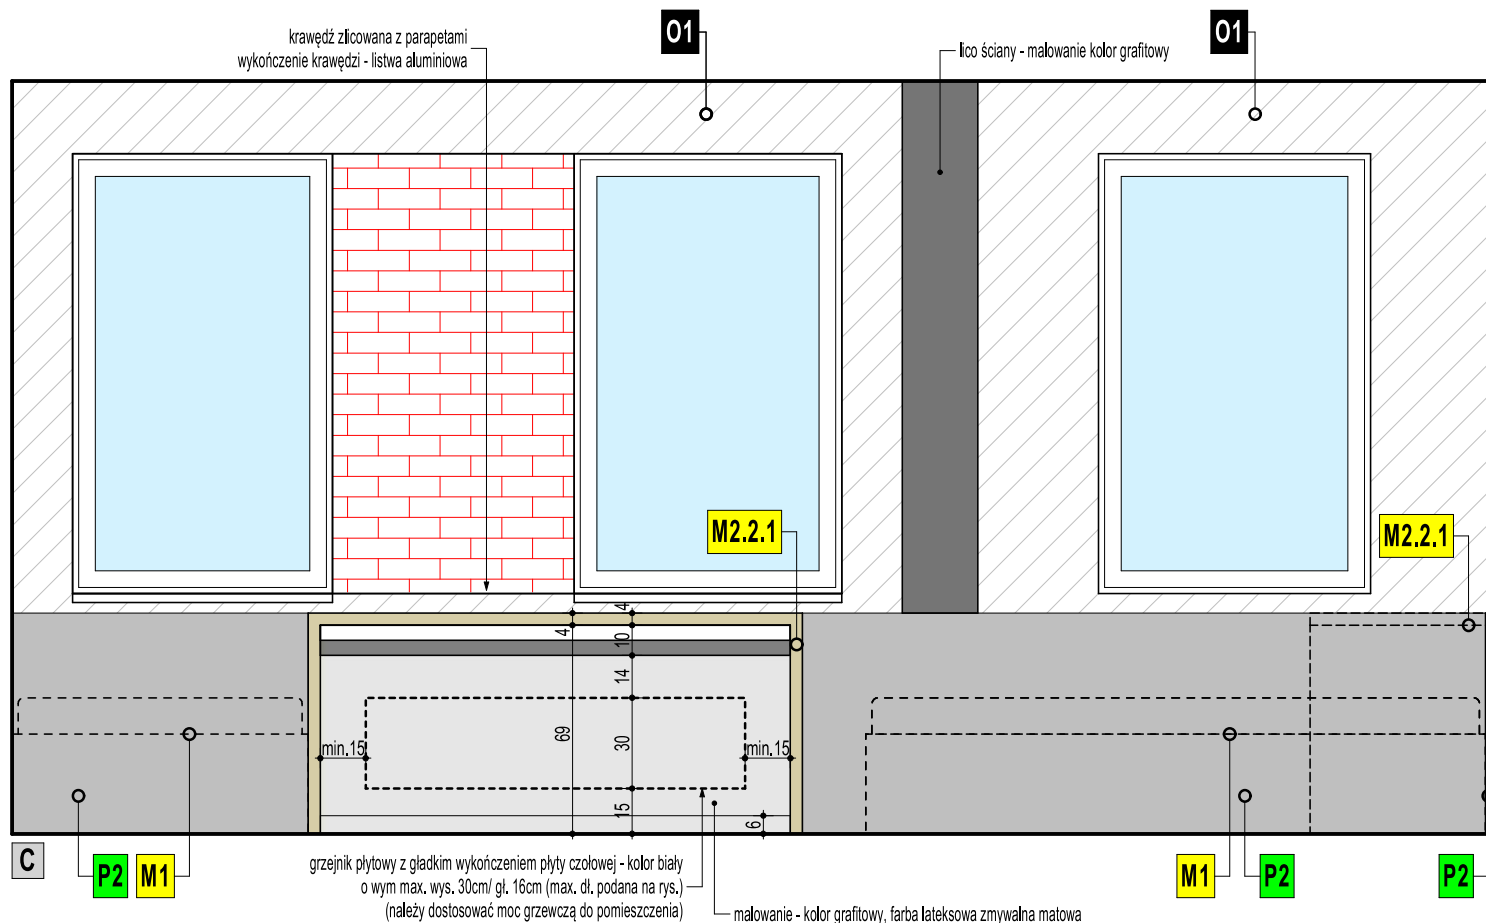 O1
O1
krawędź zlicowana z parapetami
wykończenie krawędzi - listwa aluminiowa
lico ściany - malowanie kolor grafitowy
M2.2.1
M2.2.1
4
4
10
14
69
30
min.15
min.15
15
6
C
P2
M1
grzejnik płytowy z gładkim wykończeniem płyty czołowej - kolor biały
o wym max. wys. 30cm/ gł. 16cm (max. dł. podana na rys.)
(należy dostosować moc grzewczą do pomieszczenia)
malowanie - kolor grafitowy, farba lateksowa zmywalna matowa
M1
P2
P2